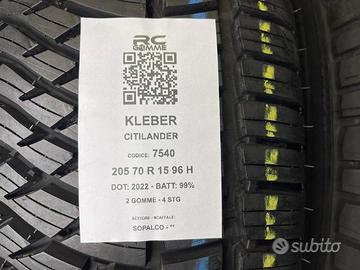 RC
GOMME
KLEBER
CITILANDER
CODICE: 7540
205 70 R 15 96 H
DOT: 2022 - BATT: 99%
2 GOMME - 4 STG
SETTORE - SCAFFALE:
SOPALCO - **
subito